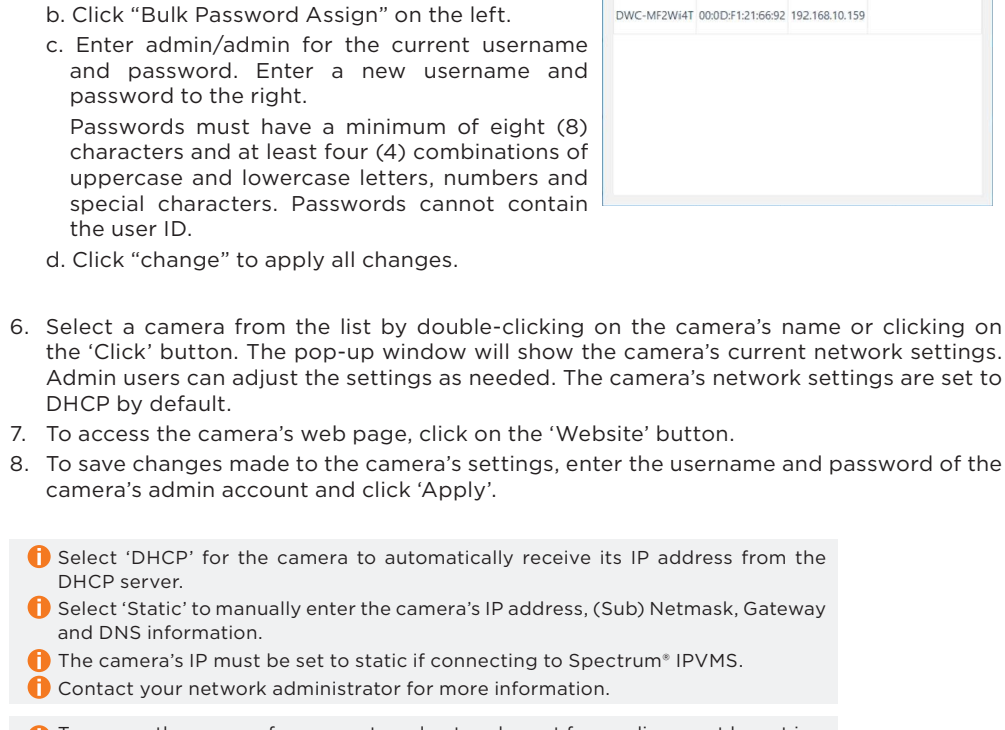 b. Click “Bulk Password Assign” on the left.
c. Enter admin/admin for the current username
and password. Enter a new username and
password to the right.
Passwords must have a minimum of eight (8)
characters and at least four (4) combinations of
uppercase and lowercase letters, numbers and
special characters. Passwords cannot contain
the user ID.
d. Click “change” to apply all changes.
DWC-MF2Wi4T 00:0D:F1:21:66:92 192.168.10.159
6. Select a camera from the list by double-clicking on the camera’s name or clicking on
the ‘Click’ button. The pop-up window will show the camera’s current network settings.
Admin users can adjust the settings as needed. The camera’s network settings are set to
DHCP by default.
7. To access the camera’s web page, click on the ‘Website’ button.
8. To save changes made to the camera’s settings, enter the username and password of the
camera’s admin account and click ‘Apply’.
Select ‘DHCP’ for the camera to automatically receive its IP address from the
DHCP server.
Select ‘Static’ to manually enter the camera’s IP address, (Sub) Netmask, Gateway
and DNS information.
The camera’s IP must be set to static if connecting to Spectrum® IPVMS.
Contact your network administrator for more information.